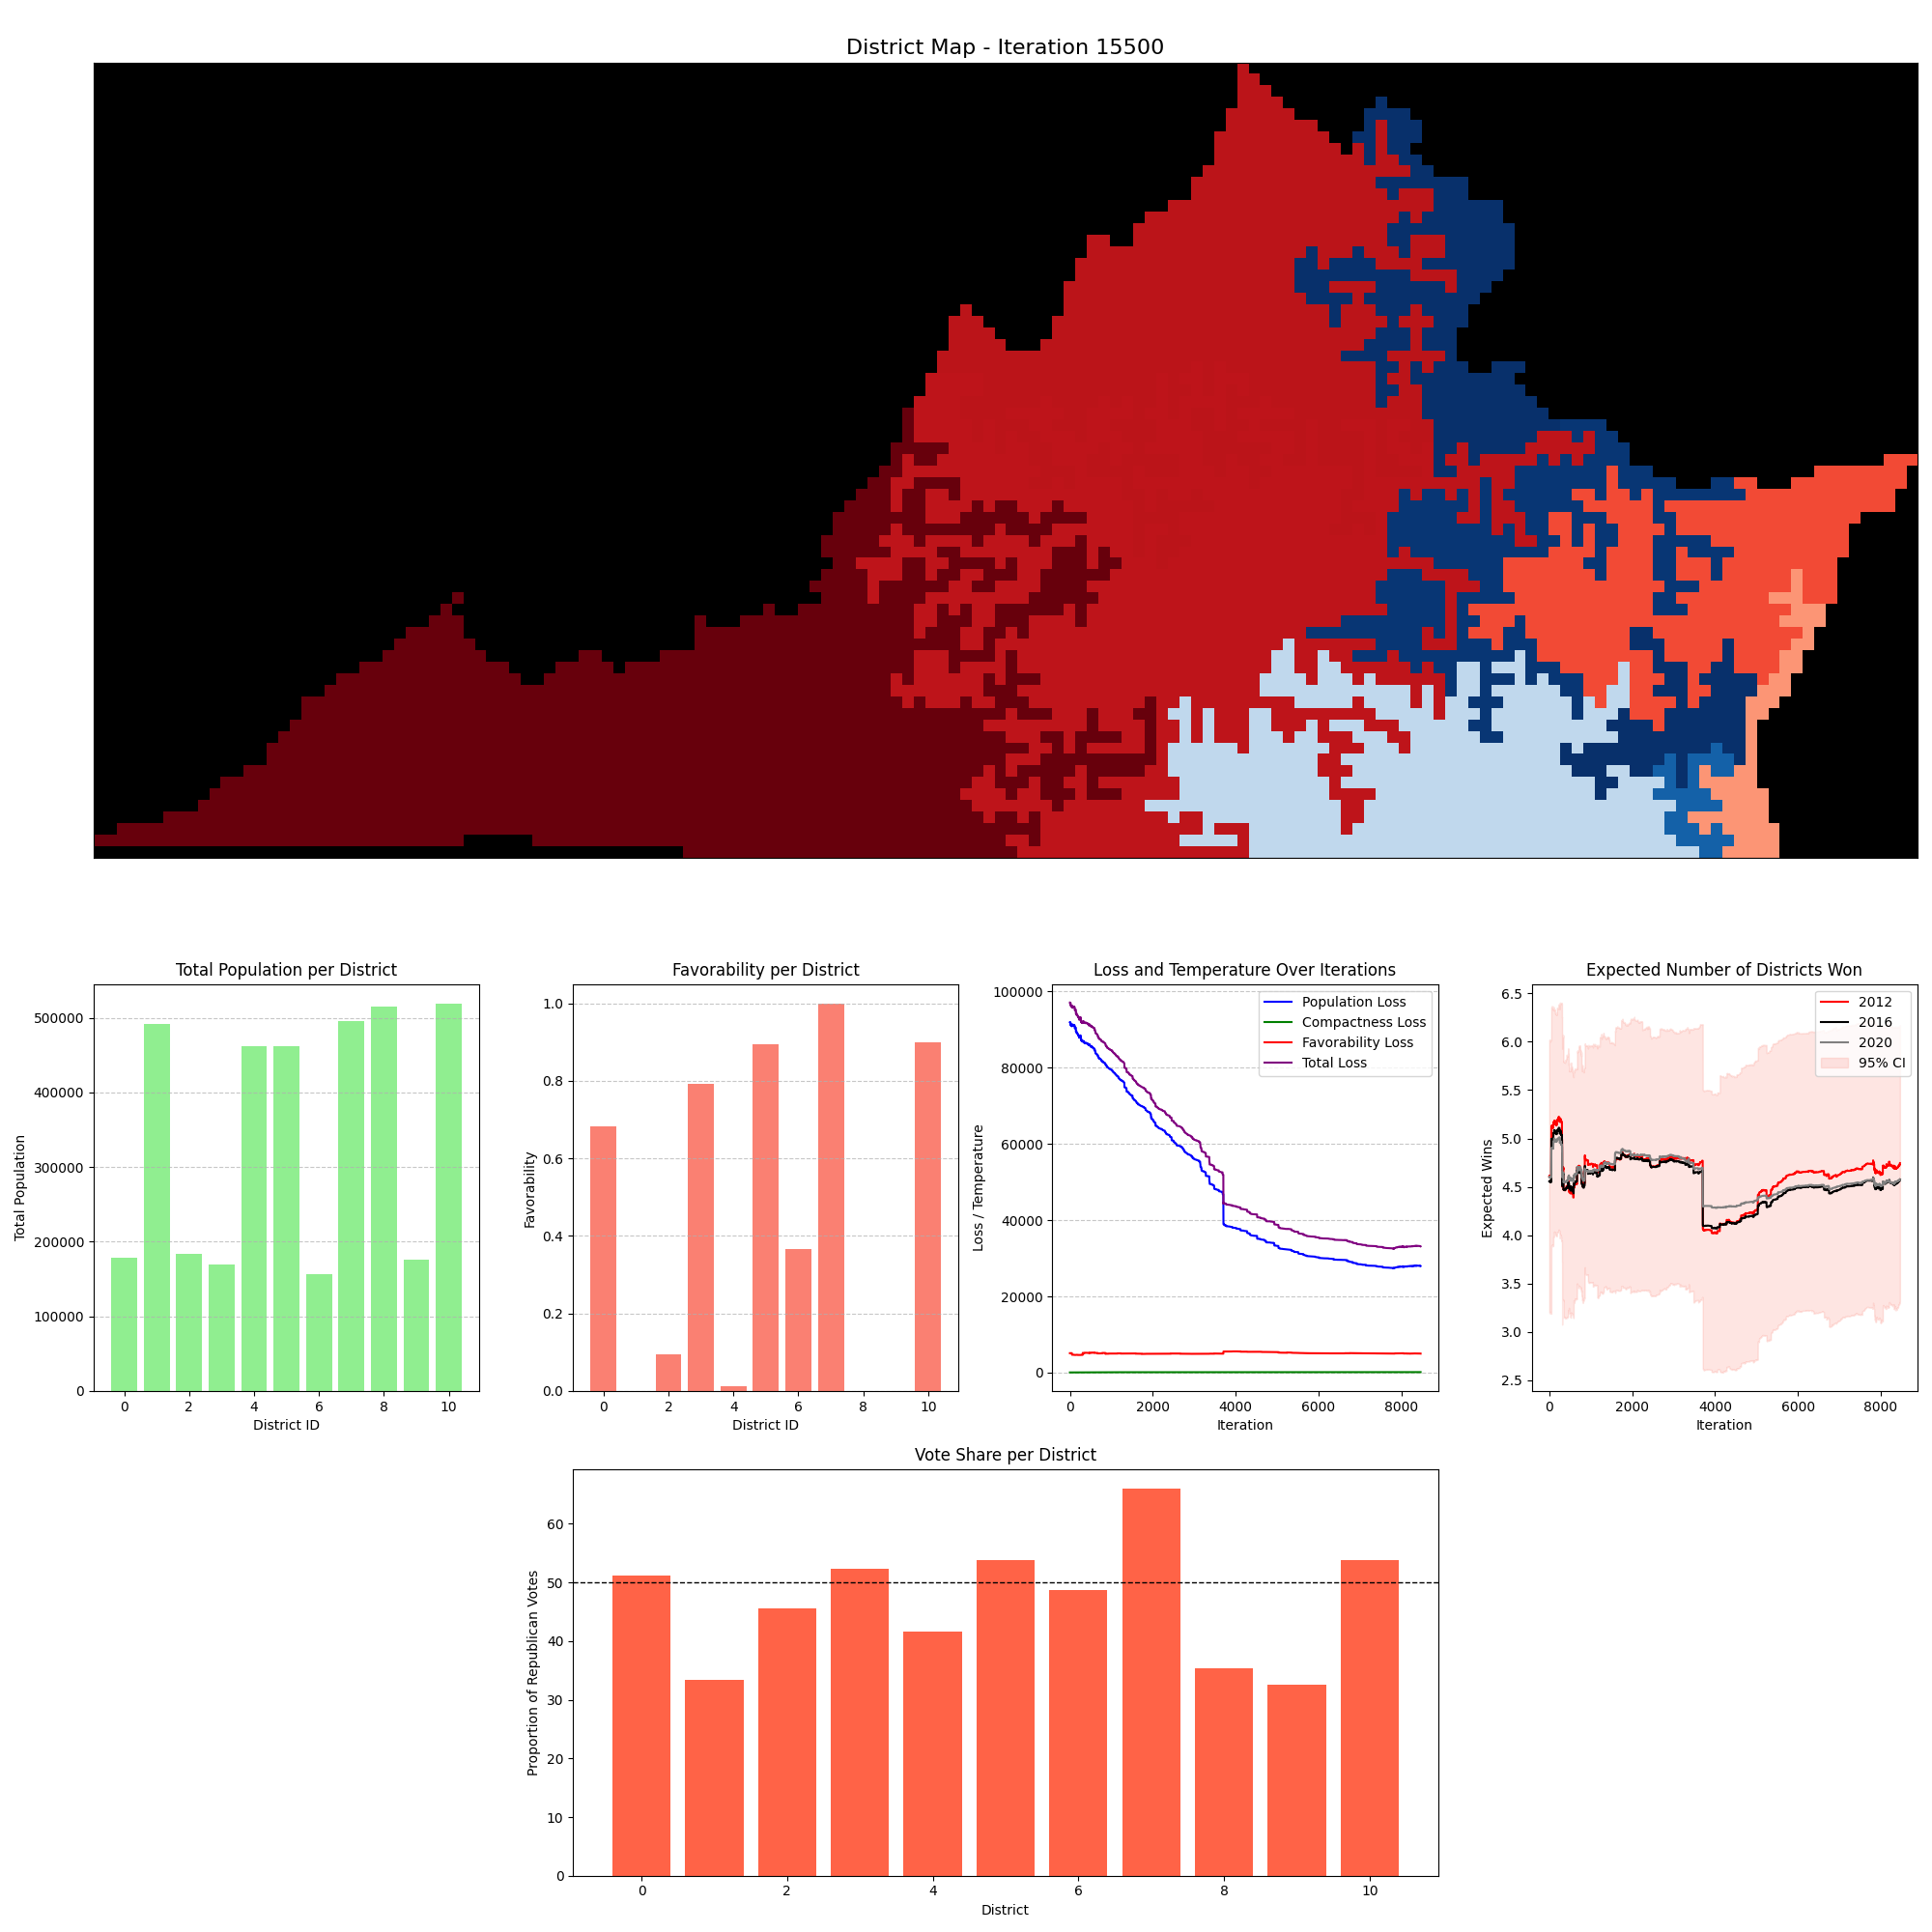 District Map - Iteration 15500
Total Population per District
Total Population
500000
400000
300000
200000
100000
0
0 2 4 6 8 10
District ID
Favorability per District
Favorability
1.0
0.8
0.6
0.4
0.2
0.0
0 2 4 6 8 10
District ID
Loss and Temperature Over Iterations
Loss / Temperature
100000
80000
60000
40000
20000
0
Population Loss
Compactness Loss
Favorability Loss
Total Loss
0 2000 4000 6000 8000
Iteration
Expected Number of Districts Won
Expected Wins
6.5
6.0
5.5
5.0
4.5
4.0
3.5
3.0
2.5
2012
2016
2020
95% CI
0 2000 4000 6000 8000
Iteration
Vote Share per District
Proportion of Republican Votes
60
50
40
30
20
10
0
0 2 4 6 8 10
District